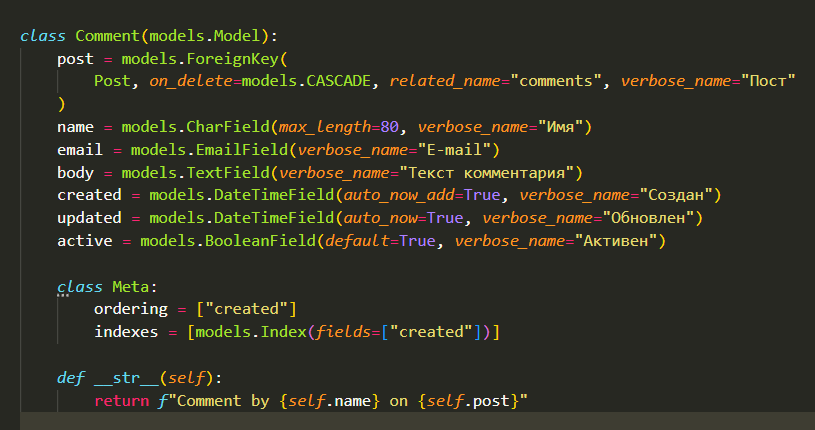 class Comment(models.Model):
    post = models.ForeignKey(
        Post, on_delete=models.CASCADE, related_name="comments", verbose_name="Пост"
    )
    name = models.CharField(max_length=80, verbose_name="Имя")
    email = models.EmailField(verbose_name="E-mail")
    body = models.TextField(verbose_name="Текст комментария")
    created = models.DateTimeField(auto_now_add=True, verbose_name="Создан")
    updated = models.DateTimeField(auto_now=True, verbose_name="Обновлен")
    active = models.BooleanField(default=True, verbose_name="Активен")

    class Meta:
        ordering = ["created"]
        indexes = [models.Index(fields=["created"])]

    def __str__(self):
        return f"Comment by {self.name} on {self.post}"